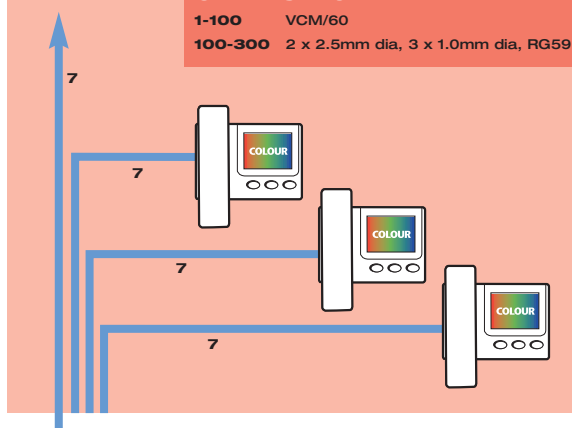 1-100 VCM/60
100-300 2 x 2.5mm dia, 3 x 1.0mm dia, RG59
7
COLOUR
7
COLOUR
7
COLOUR
7